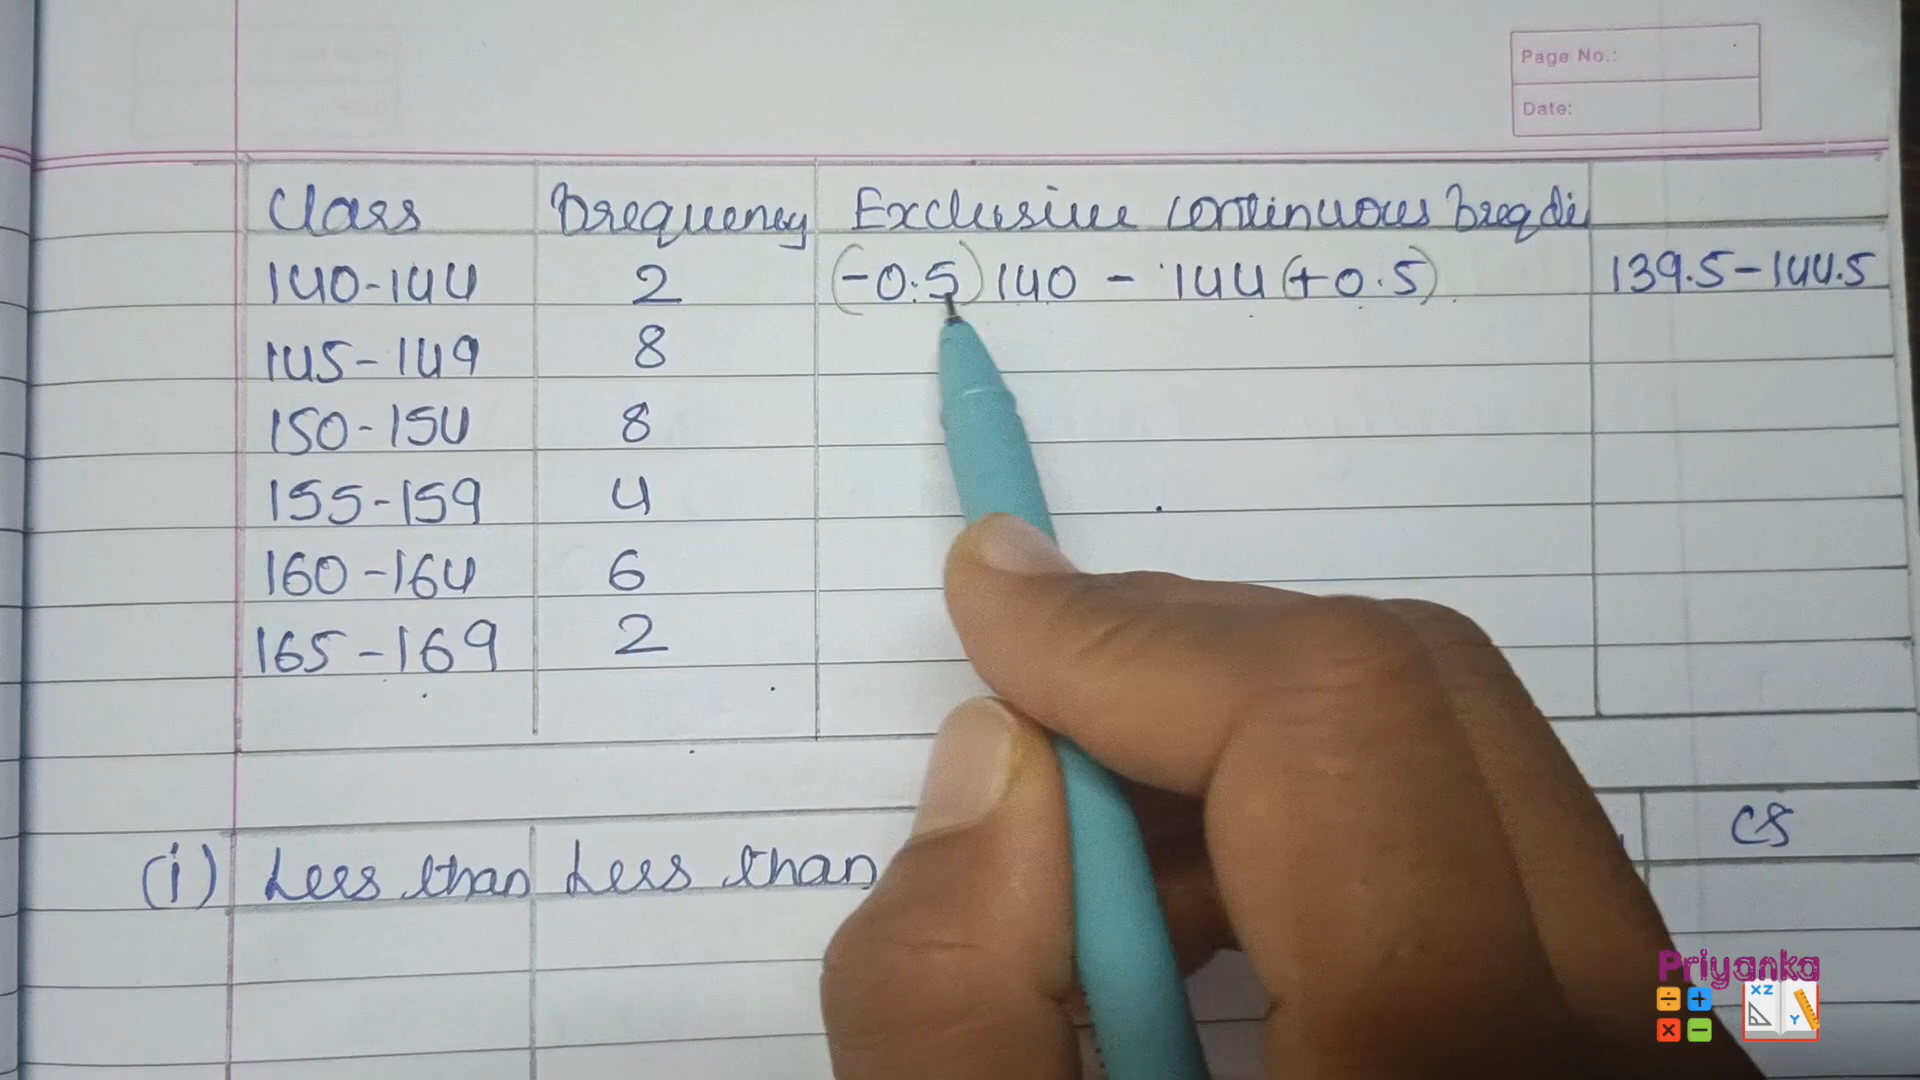 Page No.:
Date:
Class Frequency Exclusive continuous freq di
140-144 2 (-0.5) 140 - 144 (+0.5) 139.5-144.5
145-149 8
150-154 8
155-159 4
160-164 6
165-169 2
(i) Less than Less than
Priyanka
XZ
Y